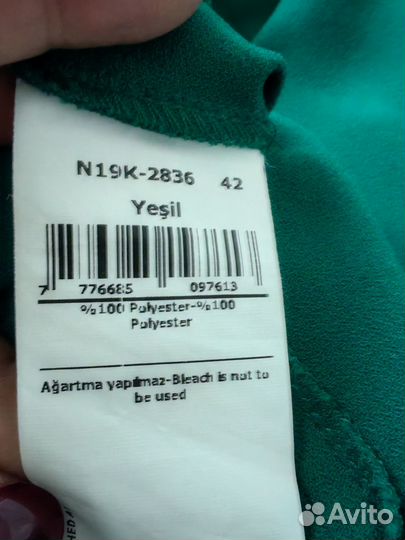 N19K-2836 42
Yeşil
7 776685 097613
%100 Polyester-%100
Polyester
Ağartma yapılmaz-Bleach is not to
be used
Avito